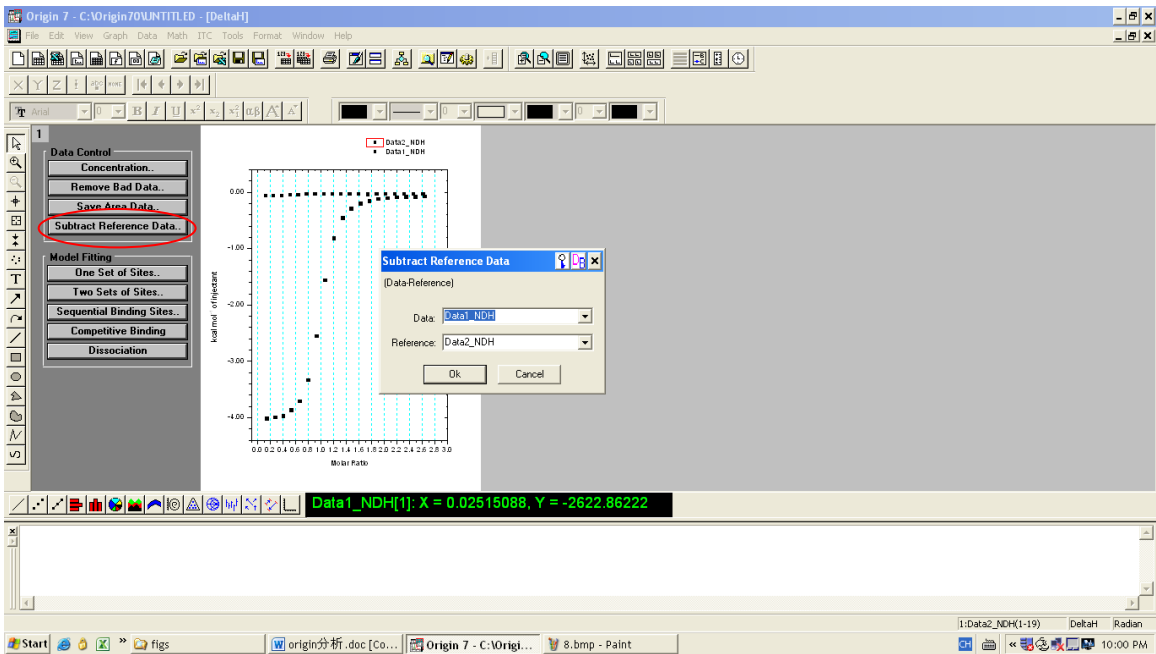 Origin 7 - C:\Origin70\UNTITLED - [DeltaH]
File Edit View Graph Data Math ITC Tools Format Window Help
X Y Z
Arial 0 B I U x² x₂ αβ A A 0 0
1
Data Control
Concentration..
Remove Bad Data..
Save Area Data..
Subtract Reference Data..
Model Fitting
One Set of Sites..
Two Sets of Sites..
Sequential Binding Sites..
Competitive Binding
Dissociation
Data2_NDH
Data1_NDH
0.00
-1.00
-2.00
-3.00
-4.00
kcal mol of injectant
0.0 0.2 0.4 0.6 0.8 1.0 1.2 1.4 1.6 1.8 2.0 2.2 2.4 2.6 2.8 3.0
Molar Ratio
Subtract Reference Data
(Data-Reference)
Data: Data1_NDH
Reference: Data2_NDH
Ok Cancel
Data1_NDH[1]: X = 0.02515088, Y = -2622.86222
1:Data2_NDH(1-19) DeltaH Radian
Start » figs origin分析.doc [Co... Origin 7 - C:\Origi... 8.bmp - Paint CH « 10:00 PM